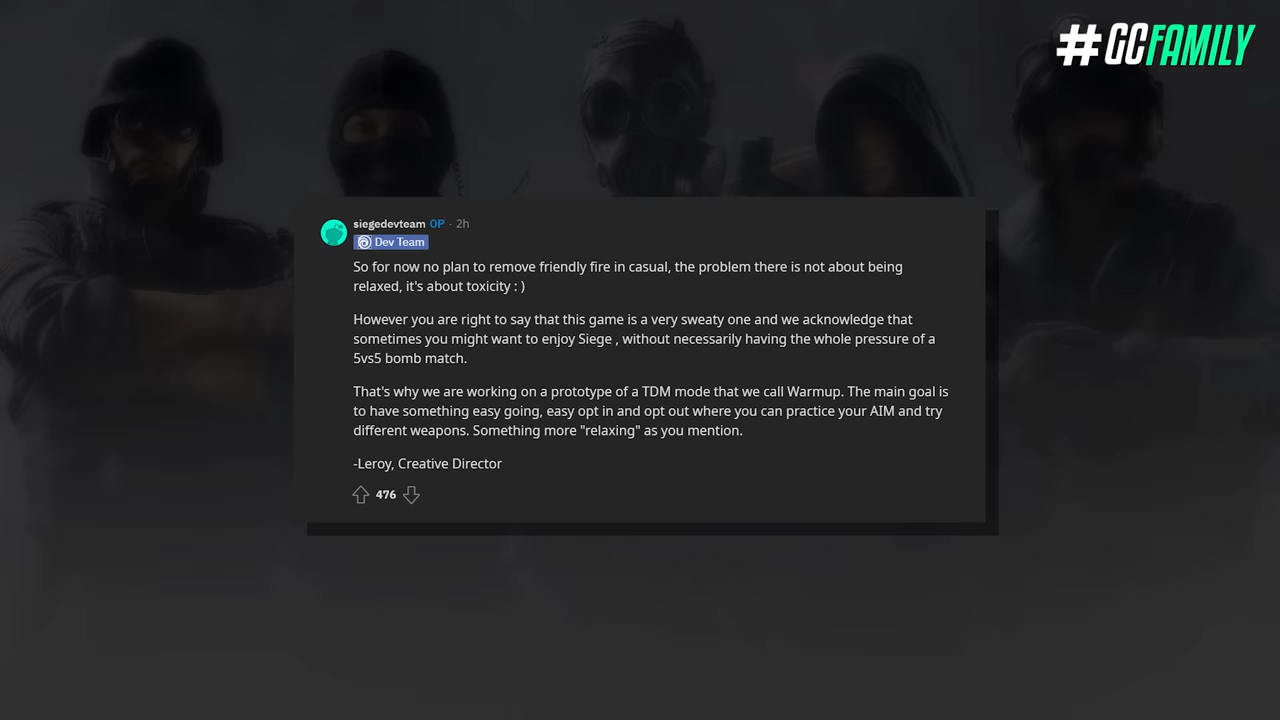 #GCFAMILY
siegedevteam OP · 2h
Dev Team
So for now no plan to remove friendly fire in casual, the problem there is not about being
relaxed, it's about toxicity : )
However you are right to say that this game is a very sweaty one and we acknowledge that
sometimes you might want to enjoy Siege , without necessarily having the whole pressure of a
5vs5 bomb match.
That's why we are working on a prototype of a TDM mode that we call Warmup. The main goal is
to have something easy going, easy opt in and opt out where you can practice your AIM and try
different weapons. Something more "relaxing" as you mention.
-Leroy, Creative Director
476